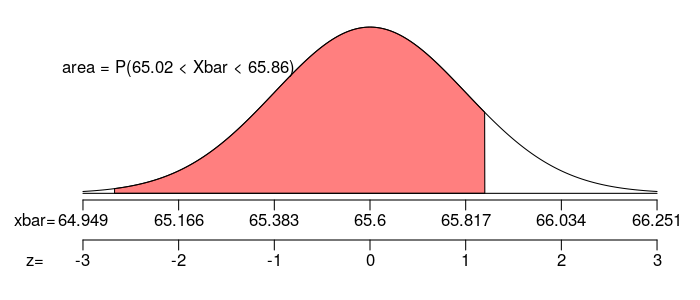 area = P(65.02 < Xbar < 65.86)
xbar= 64.949 65.166 65.383 65.6 65.817 66.034 66.251
z= -3 -2 -1 0 1 2 3